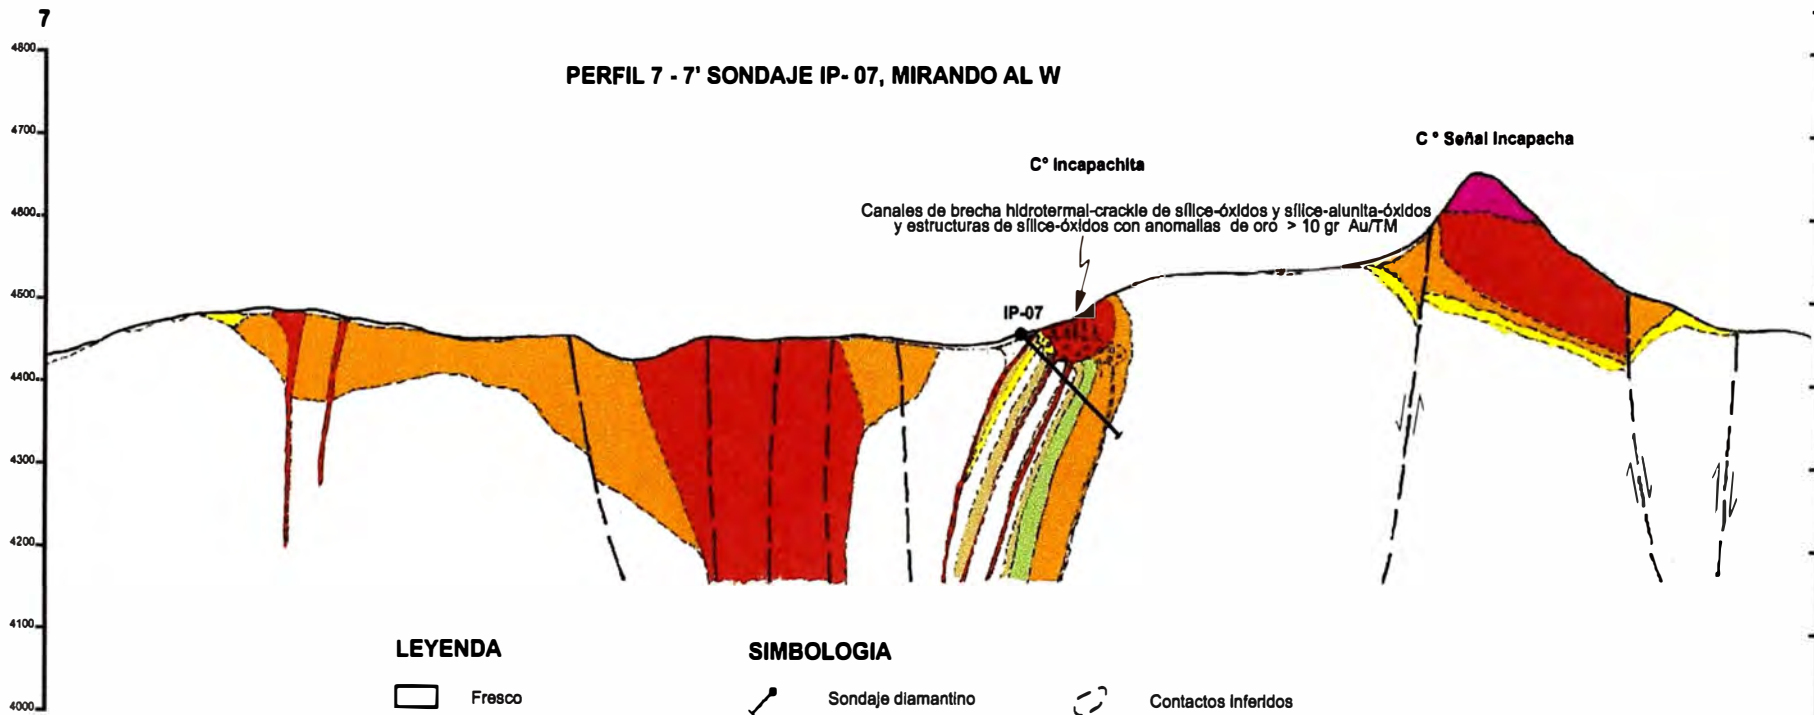 7
4800
PERFIL 7 - 7' SONDAJE IP- 07, MIRANDO AL W
4700
C° Señal Incapacha
C° Incapachita
4600
Canales de brecha hidrotermal-crackle de sílice-óxidos y sílice-alunita-óxidos
y estructuras de sílice-óxidos con anomalías de oro > 10 gr Au/TM
4500
IP-07
4400
4300
4200
4100
LEYENDA
SIMBOLOGIA
Fresco
Sondaje diamantino
Contactos Inferidos
4000